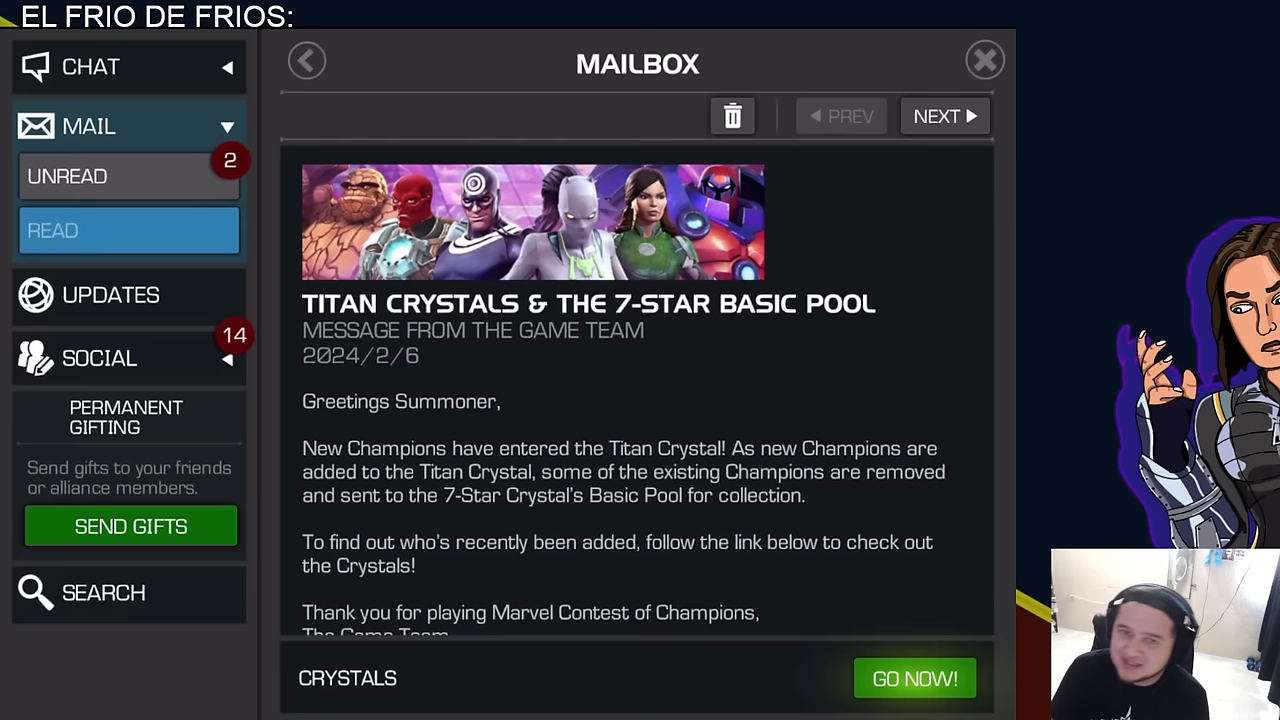 EL FRIO DE FRIOS:
CHAT
MAIL
2
UNREAD
READ
UPDATES
14
SOCIAL
PERMANENT
GIFTING
Send gifts to your friends
or alliance members.
SEND GIFTS
SEARCH
MAILBOX
PREV
NEXT
TITAN CRYSTALS & THE 7-STAR BASIC POOL
MESSAGE FROM THE GAME TEAM
2024/2/6
Greetings Summoner,
New Champions have entered the Titan Crystal! As new Champions are
added to the Titan Crystal, some of the existing Champions are removed
and sent to the 7-Star Crystal's Basic Pool for collection.
To find out who's recently been added, follow the link below to check out
the Crystals!
Thank you for playing Marvel Contest of Champions,
The Game Team
CRYSTALS
GO NOW!